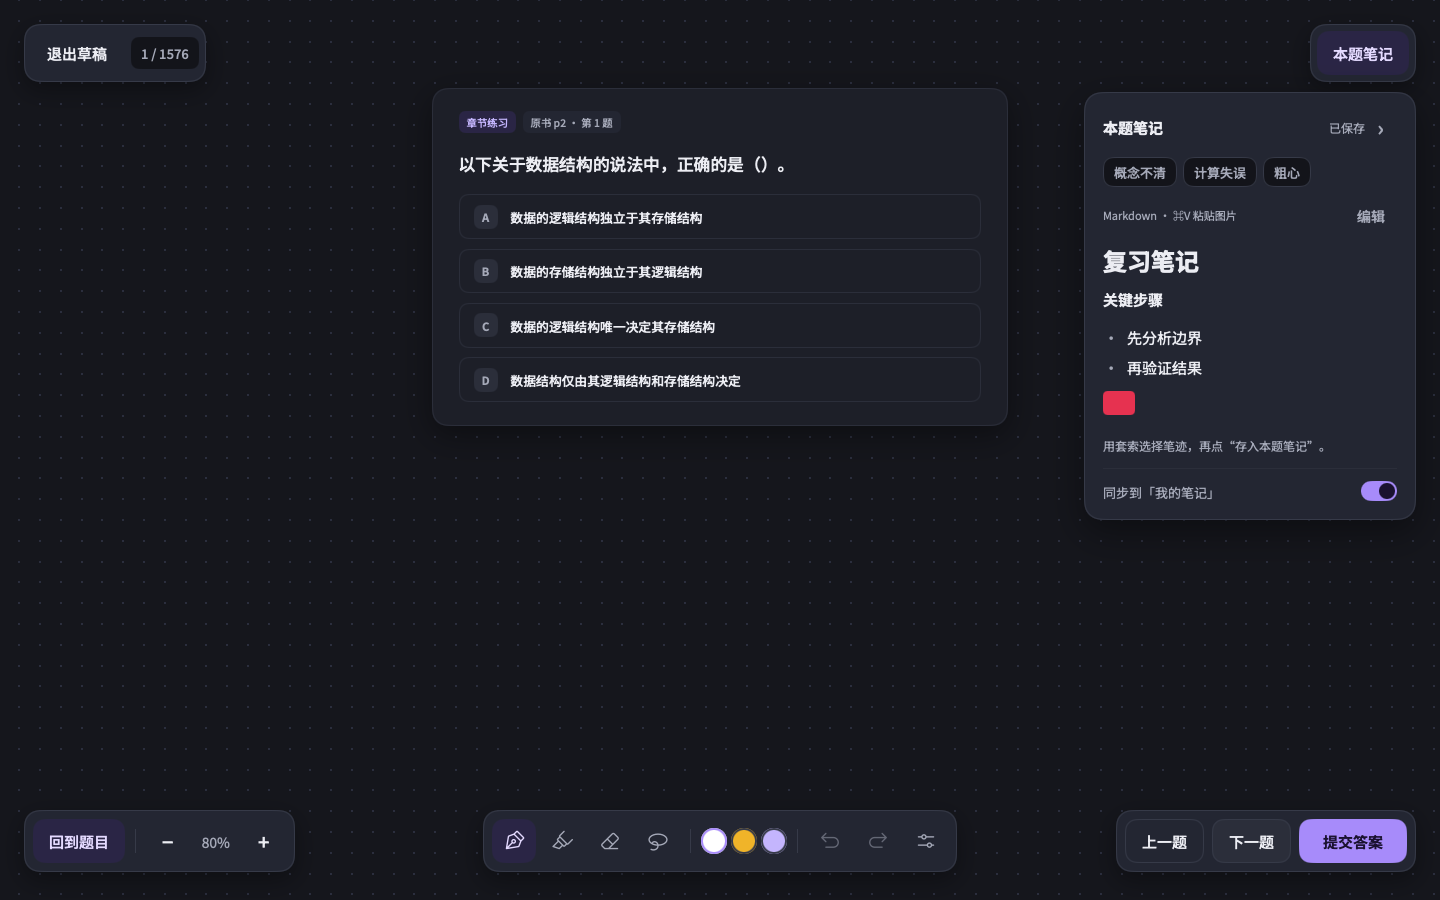 退出草稿 1 / 1576
本题笔记
章节练习 原书 p2 · 第 1 题
以下关于数据结构的说法中，正确的是（）。
A 数据的逻辑结构独立于其存储结构
B 数据的存储结构独立于其逻辑结构
C 数据的逻辑结构唯一决定其存储结构
D 数据结构仅由其逻辑结构和存储结构决定
本题笔记 已保存
概念不清 计算失误 粗心
Markdown · ⌘V 粘贴图片 编辑
复习笔记
关键步骤
• 先分析边界
• 再验证结果
用套索选择笔迹，再点“存入本题笔记”。
同步到「我的笔记」
回到题目 − 80% +
上一题 下一题 提交答案